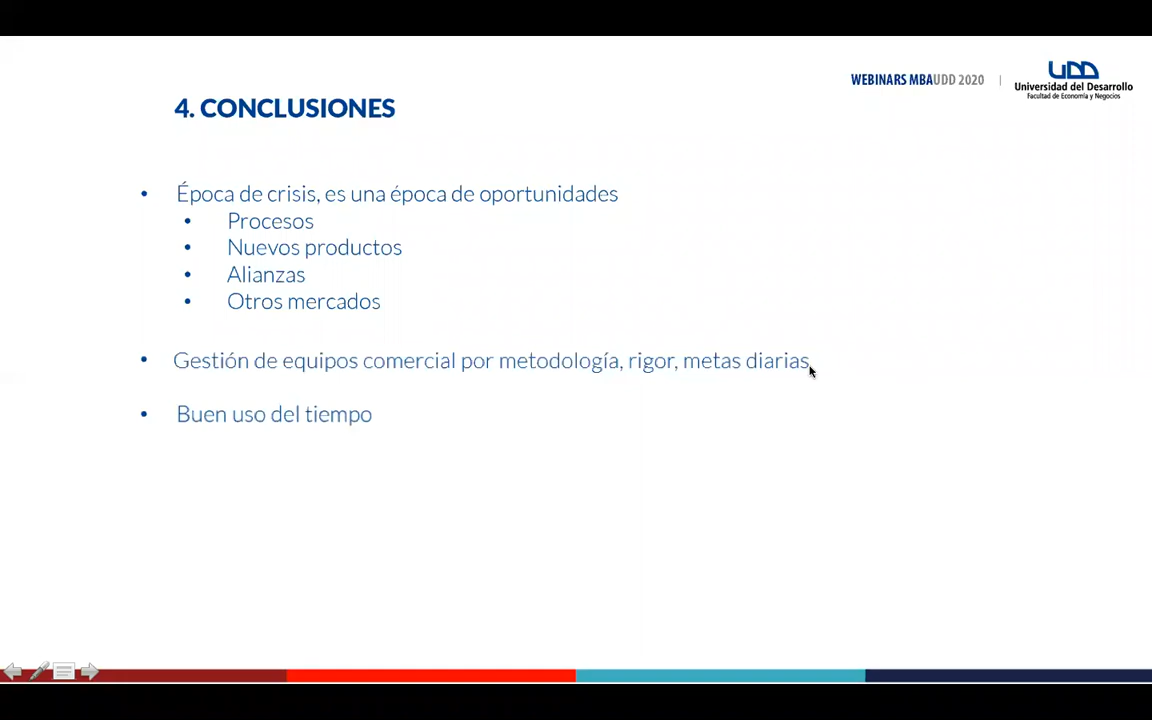 WEBINARS MBAUDD 2020
UDD
Universidad del Desarrollo
Facultad de Economía y Negocios
4. CONCLUSIONES
• Época de crisis, es una época de oportunidades
• Procesos
• Nuevos productos
• Alianzas
• Otros mercados
• Gestión de equipos comercial por metodología, rigor, metas diarias.
• Buen uso del tiempo